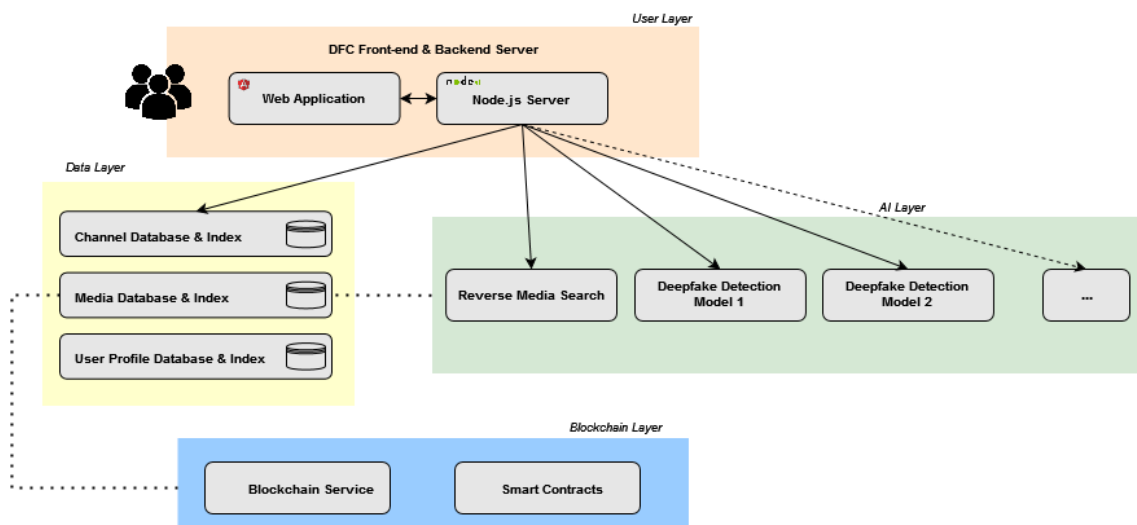 User Layer
DFC Front-end & Backend Server
node
Web Application
Node.js Server
Data Layer
AI Layer
Channel Database & Index
Media Database & Index
User Profile Database & Index
Reverse Media Search
Deepfake Detection
Model 1
Deepfake Detection
Model 2
...
Blockchain Layer
Blockchain Service
Smart Contracts